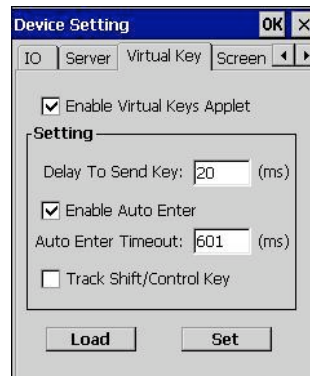 Device Setting OK ×
IO Server Virtual Key Screen
Enable Virtual Keys Applet
Setting
Delay To Send Key: 20 (ms)
Enable Auto Enter
Auto Enter Timeout: 601 (ms)
Track Shift/Control Key
Load Set